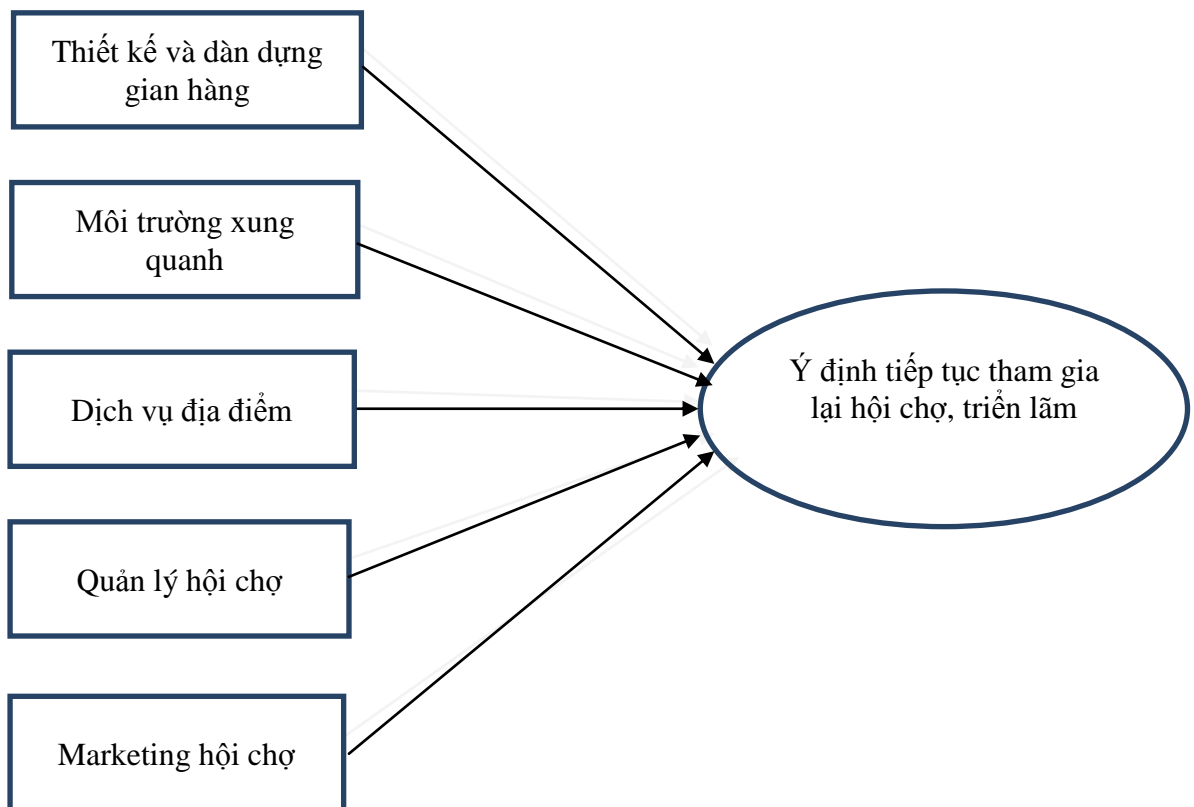 Thiết kế và dàn dựng
gian hàng
Môi trường xung
quanh
Dịch vụ địa điểm
Quản lý hội chợ
Marketing hội chợ
Ý định tiếp tục tham gia
lại hội chợ, triển lãm